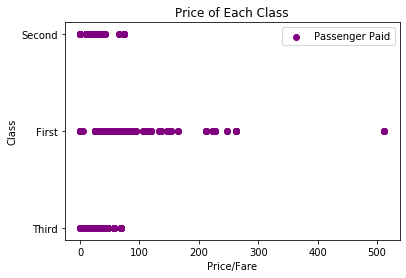 Price of Each Class
Passenger Paid
Second
First
Third
Class
0 100 200 300 400 500
Price/Fare